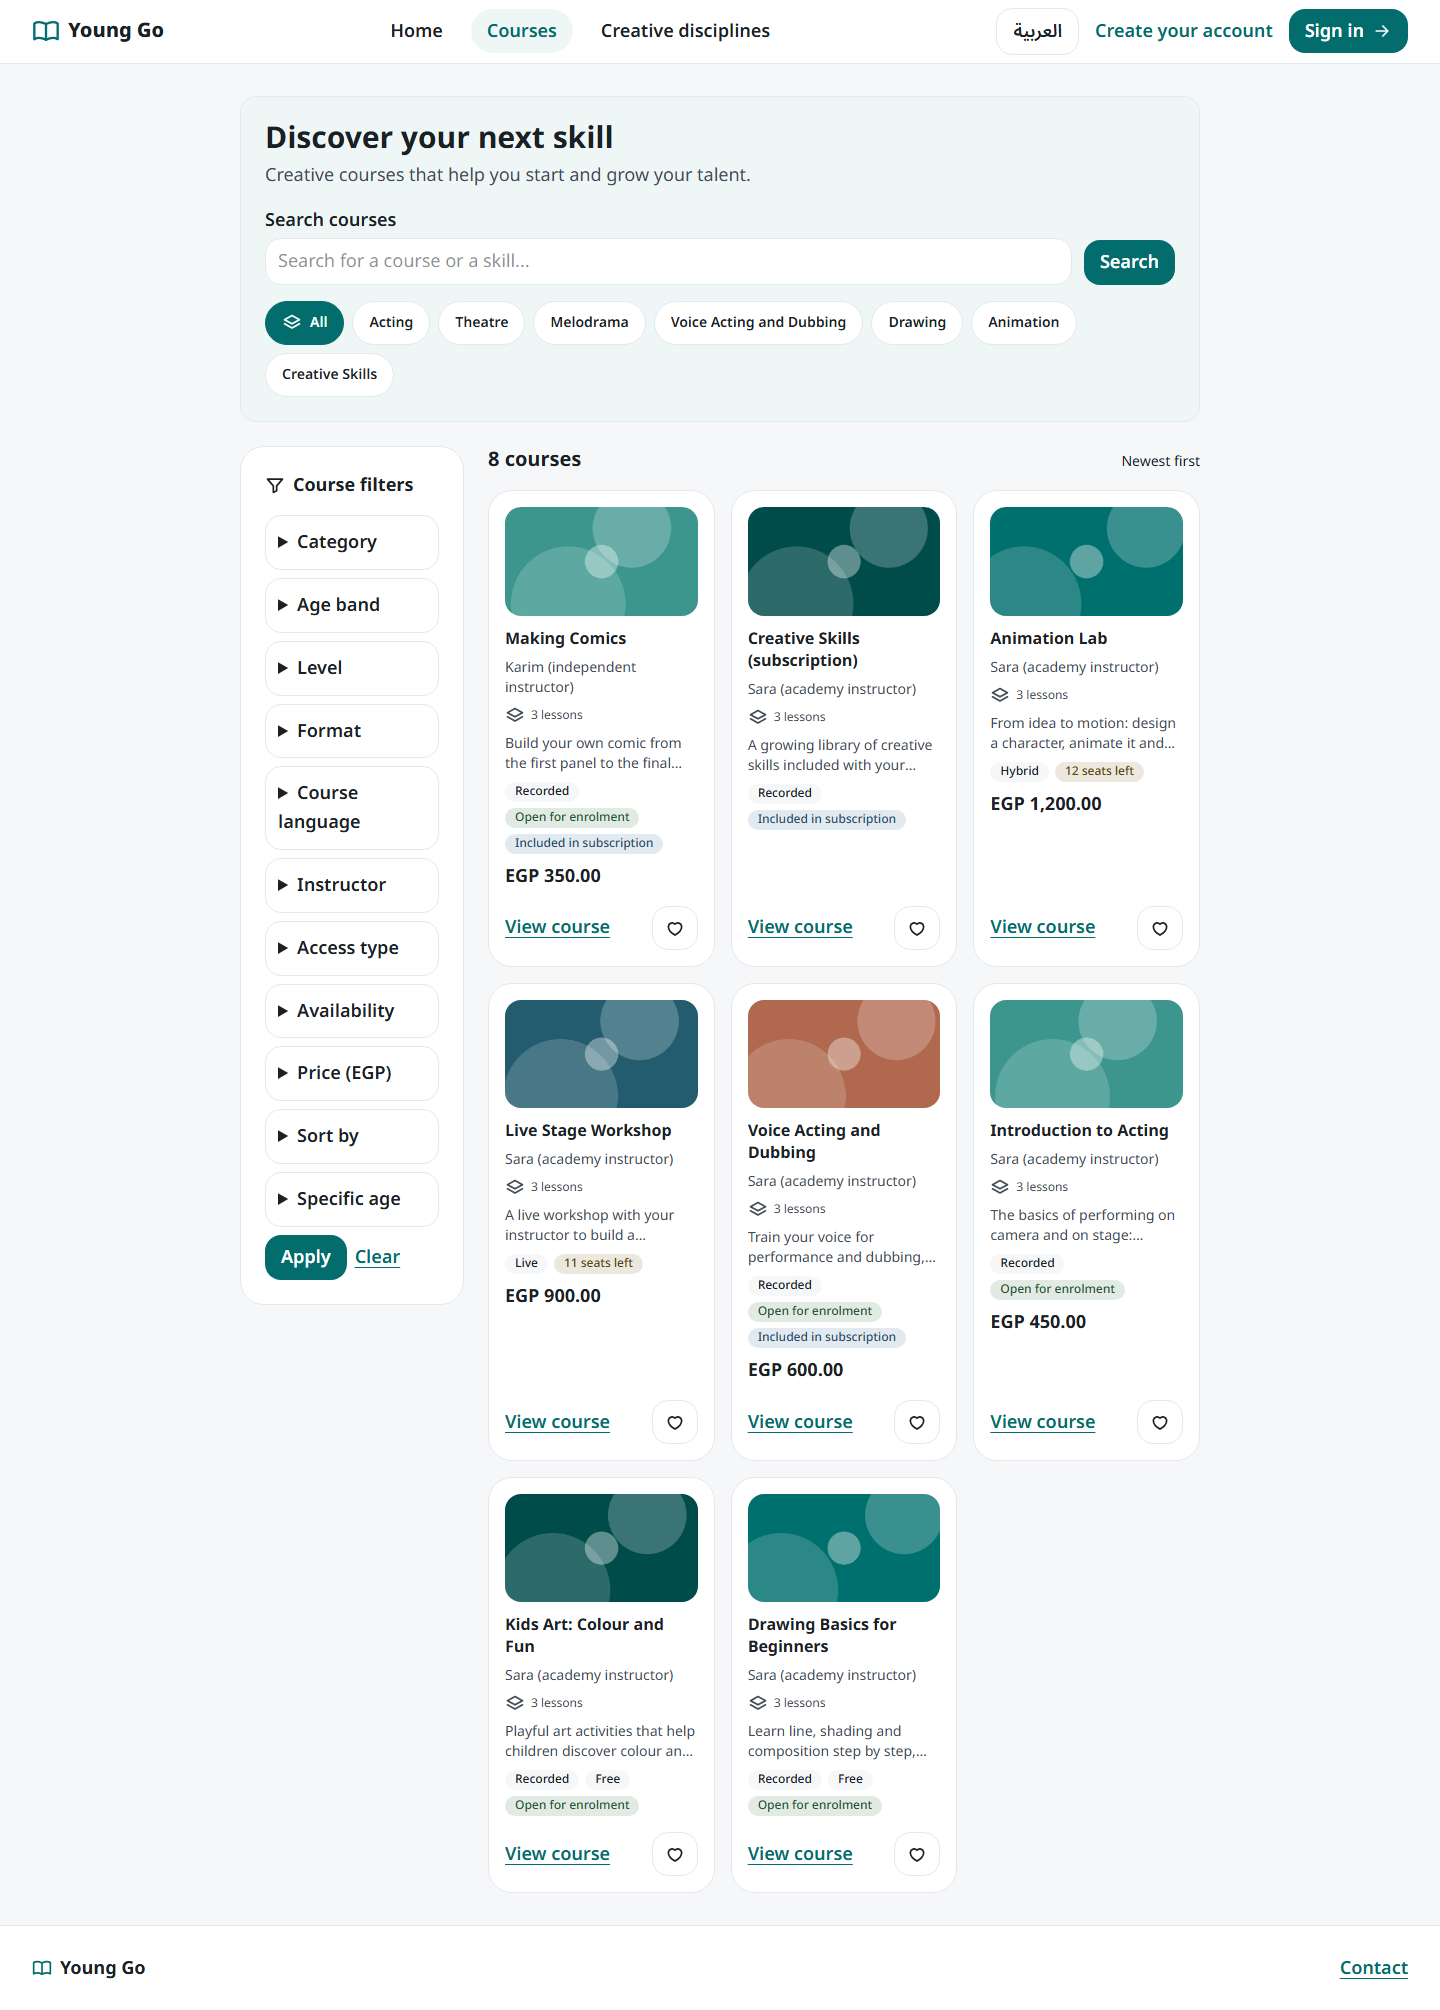 Young Go
Home
Courses
Creative disciplines
العربية
Create your account
Sign in
Discover your next skill
Creative courses that help you start and grow your talent.
Search courses
Search for a course or a skill...
Search
All
Acting
Theatre
Melodrama
Voice Acting and Dubbing
Drawing
Animation
Creative Skills
Course filters
Category
Age band
Level
Format
Course
language
Instructor
Access type
Availability
Price (EGP)
Sort by
Specific age
Apply
Clear
8 courses
Newest first
Making Comics
Karim (independent
instructor)
3 lessons
Build your own comic from
the first panel to the final...
Recorded
Open for enrolment
Included in subscription
EGP 350.00
View course
Creative Skills
(subscription)
Sara (academy instructor)
3 lessons
A growing library of creative
skills included with your...
Recorded
Included in subscription
View course
Animation Lab
Sara (academy instructor)
3 lessons
From idea to motion: design
a character, animate it and...
Hybrid
12 seats left
EGP 1,200.00
View course
Live Stage Workshop
Sara (academy instructor)
3 lessons
A live workshop with your
instructor to build a...
Live
11 seats left
EGP 900.00
View course
Voice Acting and
Dubbing
Sara (academy instructor)
3 lessons
Train your voice for
performance and dubbing,...
Recorded
Open for enrolment
Included in subscription
EGP 600.00
View course
Introduction to Acting
Sara (academy instructor)
3 lessons
The basics of performing on
camera and on stage:...
Recorded
Open for enrolment
EGP 450.00
View course
Kids Art: Colour and
Fun
Sara (academy instructor)
3 lessons
Playful art activities that help
children discover colour an...
Recorded
Free
Open for enrolment
View course
Drawing Basics for
Beginners
Sara (academy instructor)
3 lessons
Learn line, shading and
composition step by step,...
Recorded
Free
Open for enrolment
View course
Young Go
Contact